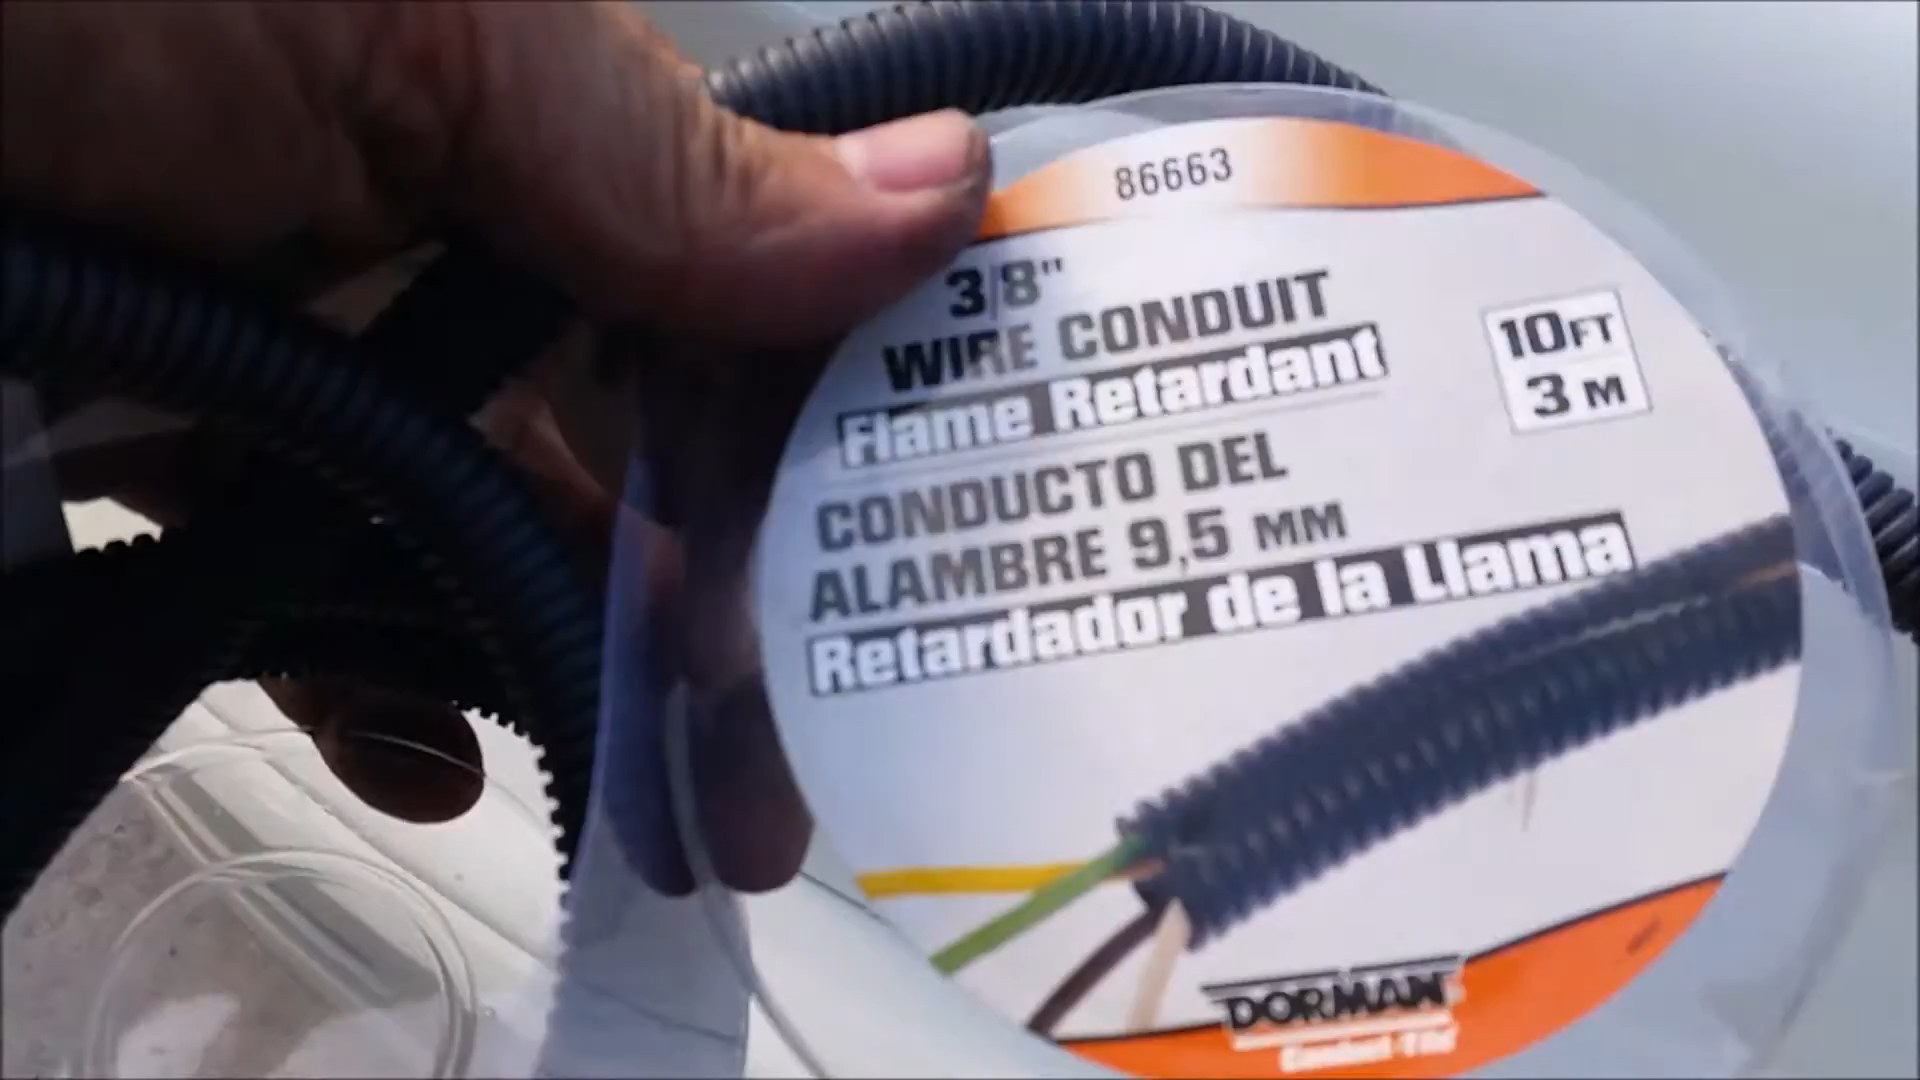 86663
3/8"
WIRE CONDUIT
Flame Retardant
10FT
3 M
CONDUCTO DEL
ALAMBRE 9,5 MM
Retardador de la Llama
DORMAN